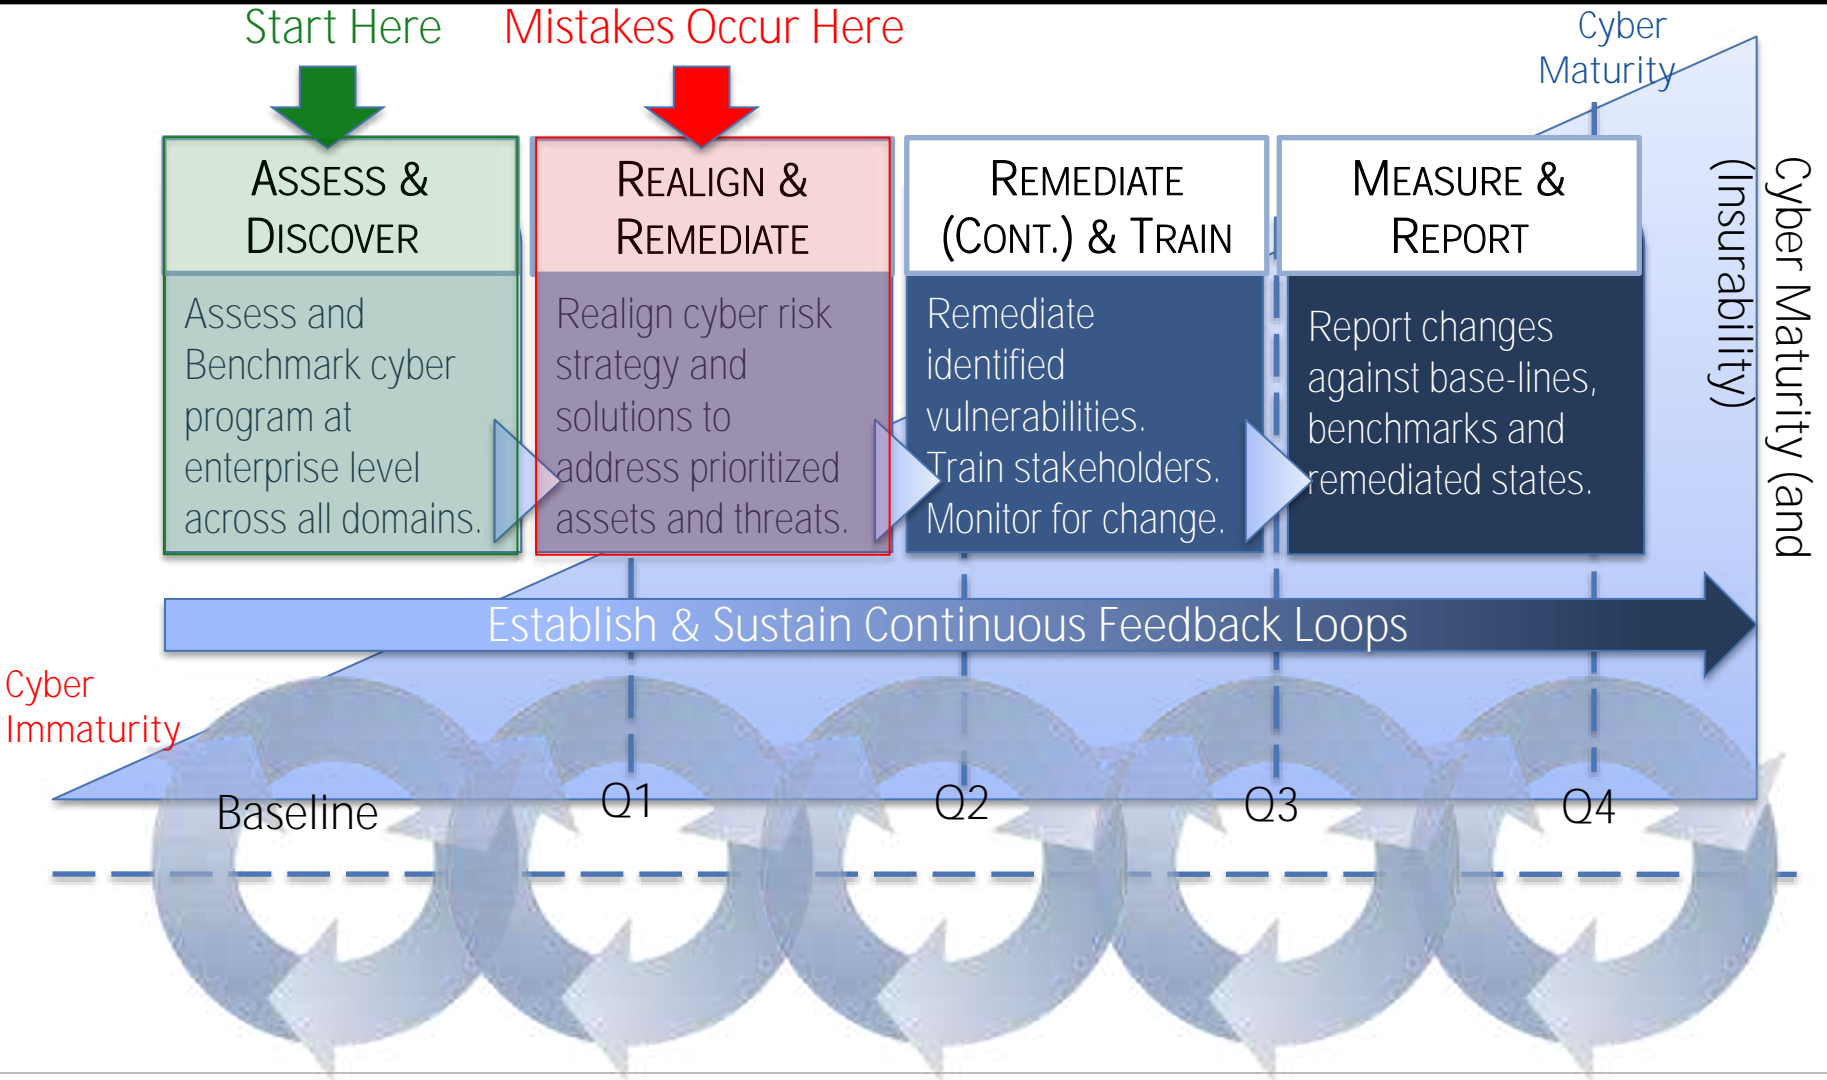 Start Here
Mistakes Occur Here
Cyber
Maturity
ASSESS &
DISCOVER
Assess and
Benchmark cyber
program at
enterprise level
across all domains.
REALIGN &
REMEDIATE
Realign cyber risk
strategy and
solutions to
address prioritized
assets and threats.
REMEDIATE
(CONT.) & TRAIN
Remediate
identified
vulnerabilities.
Train stakeholders.
Monitor for change.
MEASURE &
REPORT
Report changes
against base-lines,
benchmarks and
remediated states.
Cyber Maturity (and
(Insurability)
Establish & Sustain Continuous Feedback Loops
Cyber
Immaturity
Baseline
Q1
Q2
Q3
Q4